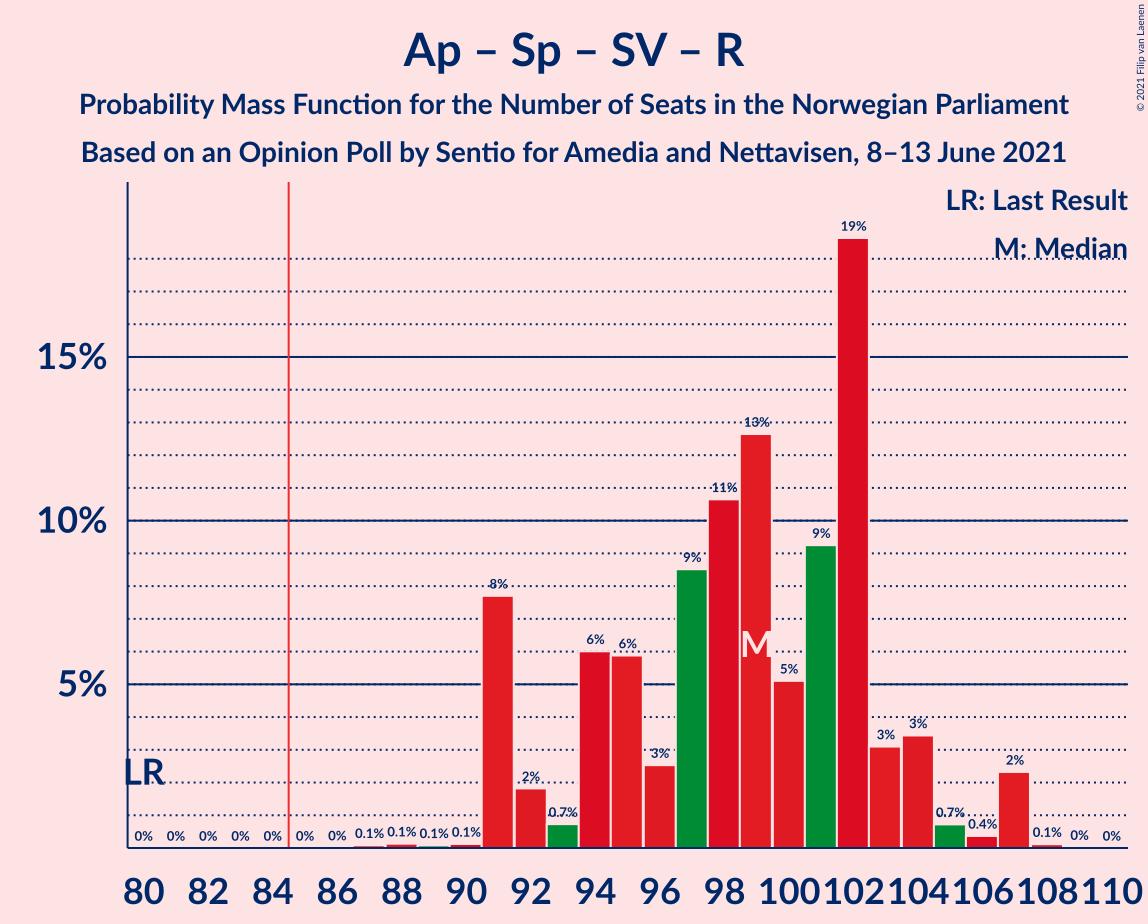 Ap – Sp – SV – R
Probability Mass Function for the Number of Seats in the Norwegian Parliament
Based on an Opinion Poll by Sentio for Amedia and Nettavisen, 8–13 June 2021
© 2021 Filip van Laenen
LR: Last Result
M: Median
15%
10%
5%
LR
M
0% 0% 0% 0% 0% 0% 0% 0.1% 0.1% 0.1% 0.1% 8% 2% 0.7% 6% 6% 3% 9% 11% 13% 5% 9% 19% 3% 3% 0.7% 0.4% 2% 0.1% 0% 0%
80 82 84 86 88 90 92 94 96 98 100 102 104 106 108 110